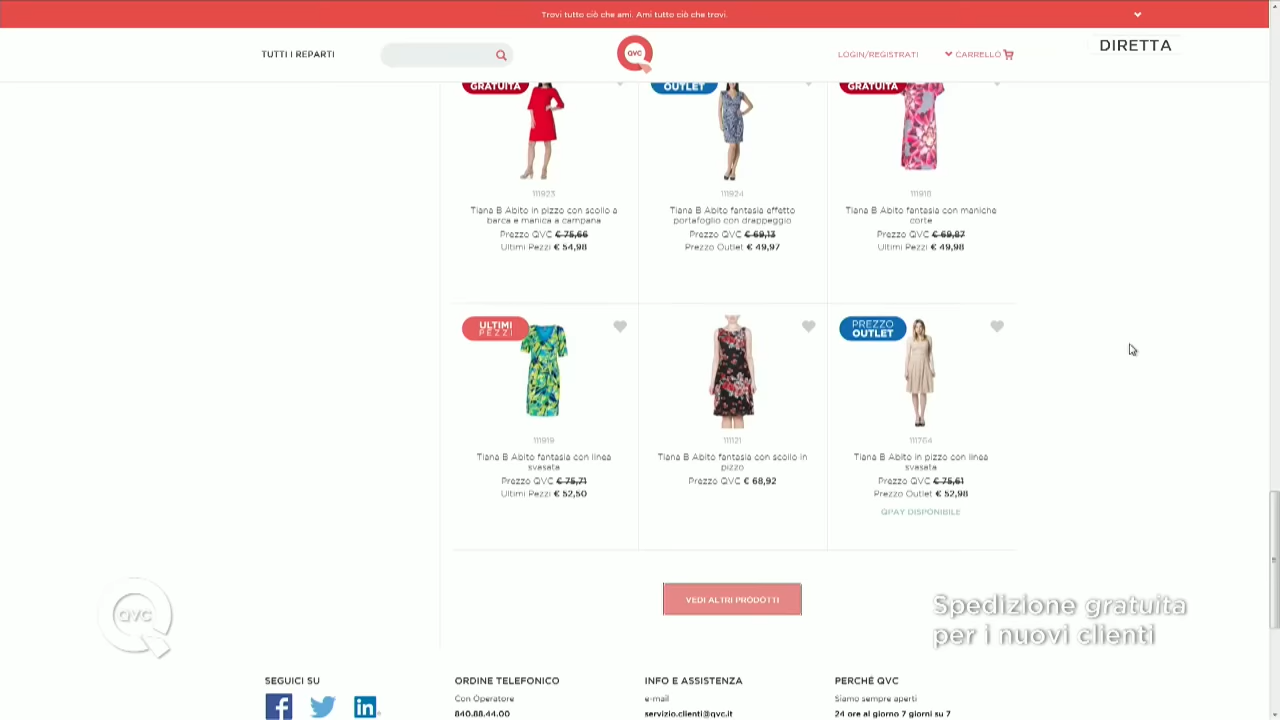 Trovi tutto ciò che ami. Ami tutto ciò che trovi.
TUTTI I REPARTI
QVC
LOGIN/REGISTRATI
CARRELLO
DIRETTA
GRATUITA
OUTLET
GRATUITA
111923
Tiana B Abito in pizzo con scollo a
barca e manica a campana
Prezzo QVC € 75,66
Ultimi Pezzi € 54,98
111924
Tiana B Abito fantasia effetto
portafoglio con drappeggio
Prezzo QVC € 69,13
Prezzo Outlet € 49,97
111918
Tiana B Abito fantasia con maniche
corte
Prezzo QVC € 69,87
Ultimi Pezzi € 49,98
ULTIMI
PEZZI
PREZZO
OUTLET
111919
Tiana B Abito fantasia con linea
svasata
Prezzo QVC € 75,71
Ultimi Pezzi € 52,50
111121
Tiana B Abito fantasia con scollo in
pizzo
Prezzo QVC € 68,92
111764
Tiana B Abito in pizzo con linea
svasata
Prezzo QVC € 75,61
Prezzo Outlet € 52,98
QPAY DISPONIBILE
VEDI ALTRI PRODOTTI
QVC
Spedizione gratuita
per i nuovi clienti
SEGUICI SU
ORDINE TELEFONICO
Con Operatore
840.88.44.00
INFO E ASSISTENZA
e-mail
servizio.clienti@qvc.it
PERCHÉ QVC
Siamo sempre aperti
24 ore al giorno 7 giorni su 7